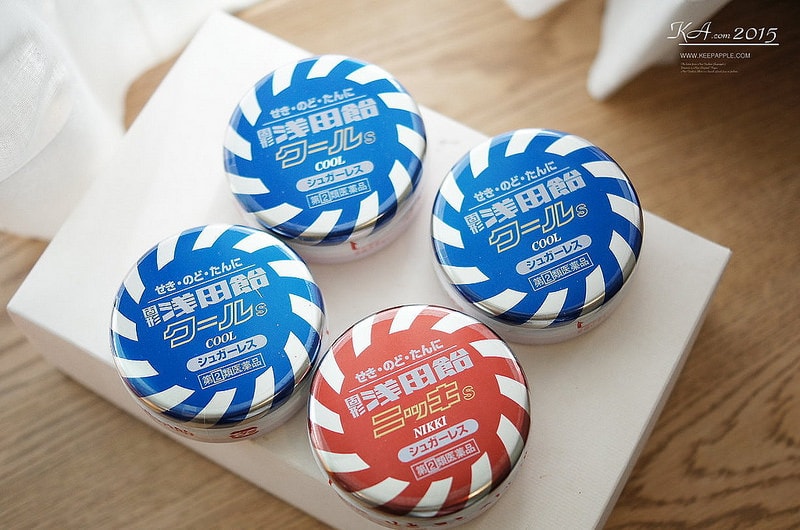 KA.com 2015
WWW.KEEPAPPLE.COM
せき・のど・たんに
固形 浅田飴
クールs
COOL
シュガーレス
第②類医薬品
せき・のど・たんに
固形 浅田飴
クールs
COOL
シュガーレス
第②類医薬品
せき・のど・たんに
固形 浅田飴
クールs
COOL
シュガーレス
指定第②類医薬品
せき・のど・たんに
固形 浅田飴
ニッキs
NIKKI
シュガーレス
第②類医薬品